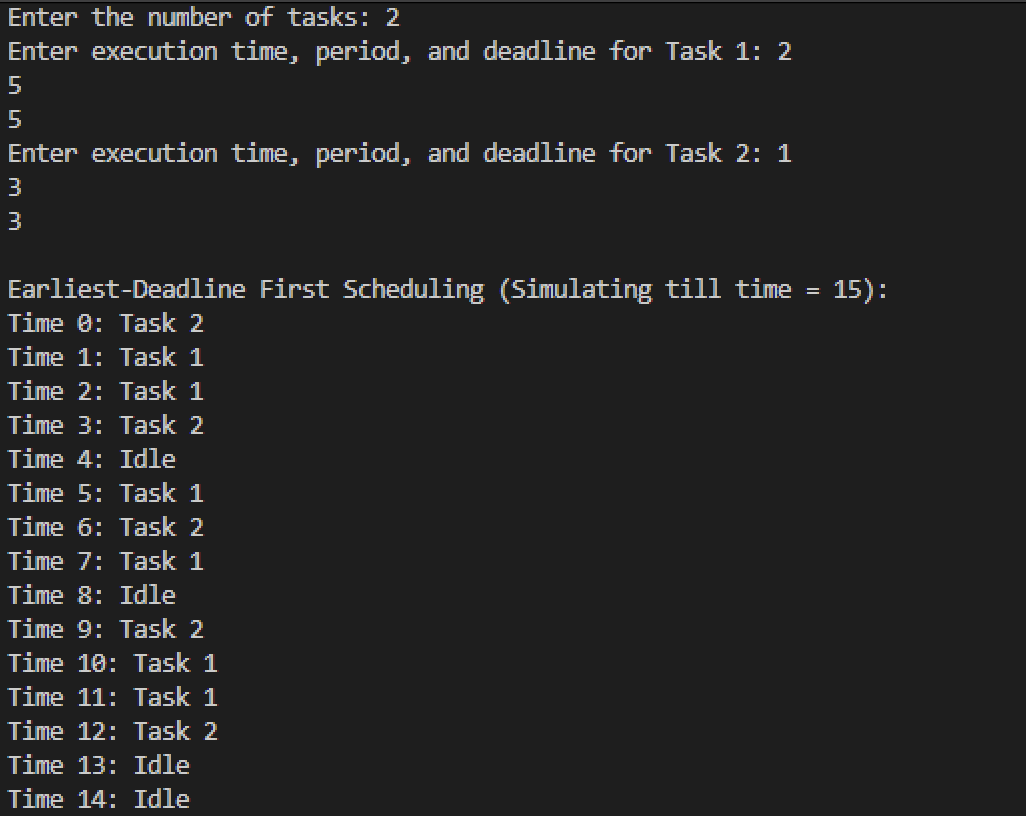 Enter the number of tasks: 2
Enter execution time, period, and deadline for Task 1: 2
5
5
Enter execution time, period, and deadline for Task 2: 1
3
3
Earliest-Deadline First Scheduling (Simulating till time = 15):
Time 0: Task 2
Time 1: Task 1
Time 2: Task 1
Time 3: Task 2
Time 4: Idle
Time 5: Task 1
Time 6: Task 2
Time 7: Task 1
Time 8: Idle
Time 9: Task 2
Time 10: Task 1
Time 11: Task 1
Time 12: Task 2
Time 13: Idle
Time 14: Idle